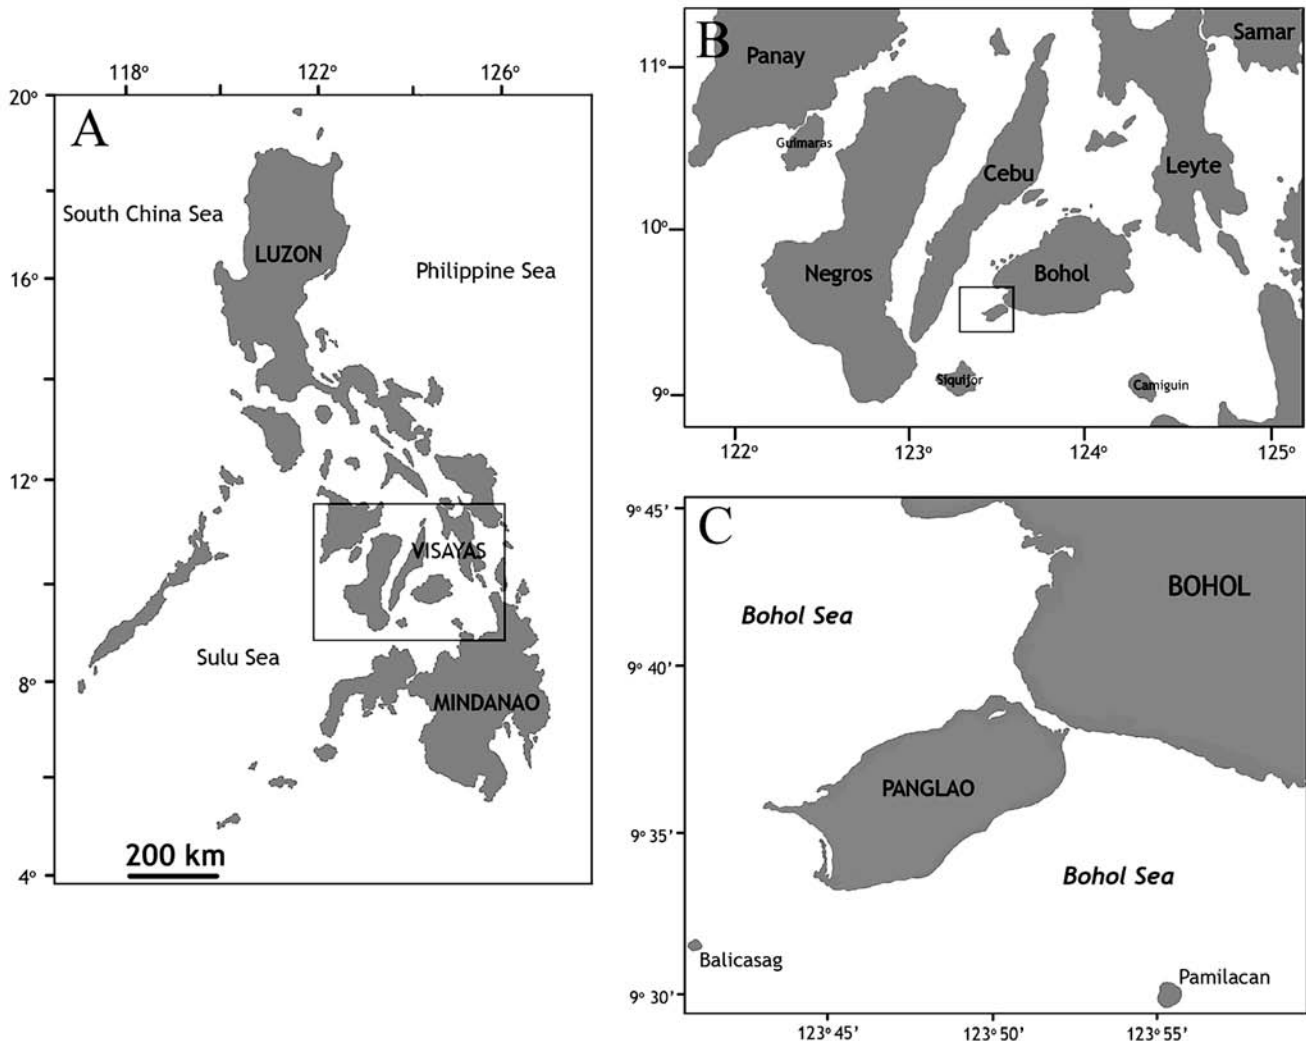 A
118°
122°
126°
20°
South China Sea
LUZON
Philippine Sea
16°
12°
VISAYAS
Sulu Sea
8°
MINDANAO
200 km
4°
B
Samar
Panay
11°
Guimaras
Cebu
Leyte
10°
Negros
Bohol
Siquijor
Camiguin
9°
122°
123°
124°
125°
C
9° 45’
BOHOL
Bohol Sea
9° 40’
PANGLAO
9° 35’
Bohol Sea
Balicasag
Pamilacan
9° 30’
123°45’
123°50’
123°55’